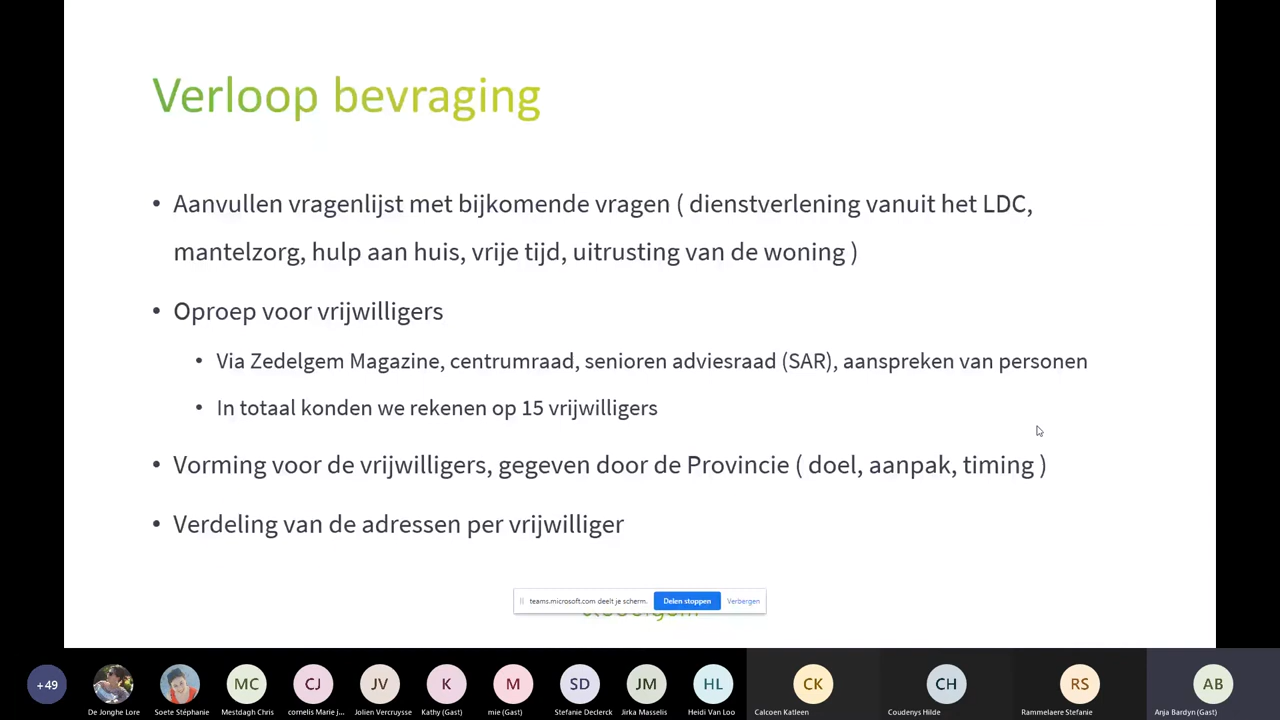 Verloop bevraging
• Aanvullen vragenlijst met bijkomende vragen ( dienstverlening vanuit het LDC,
mantelzorg, hulp aan huis, vrije tijd, uitrusting van de woning )
• Oproep voor vrijwilligers
• Via Zedelgem Magazine, centrumraad, senioren adviesraad (SAR), aanspreken van personen
• In totaal konden we rekenen op 15 vrijwilligers
• Vorming voor de vrijwilligers, gegeven door de Provincie ( doel, aanpak, timing )
• Verdeling van de adressen per vrijwilliger
teams.microsoft.com deelt je scherm. Delen stoppen Verbergen
+49 MC CJ JV K M SD JM HL CK CH RS AB
De Jonghe Lore Soete Stéphanie Mestdagh Chris cornelis Marie j... Jolien Vercruysse Kathy (Gast) mie (Gast) Stefanie Declerck Jirka Masselis Heidi Van Loo Calcoen Katleen Coudenys Hilde Rammelaere Stefanie Anja Bardyn (Gast)